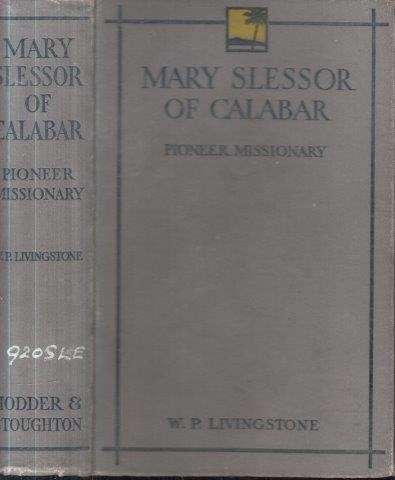 MARY
SLESSOR
OF
CALABAR
PIONEER
MISSIONARY
W.P. LIVINGSTONE
920SLE
HODDER &
STOUGHTON
MARY SLESSOR
OF CALABAR
PIONEER MISSIONARY
W. P. LIVINGSTONE